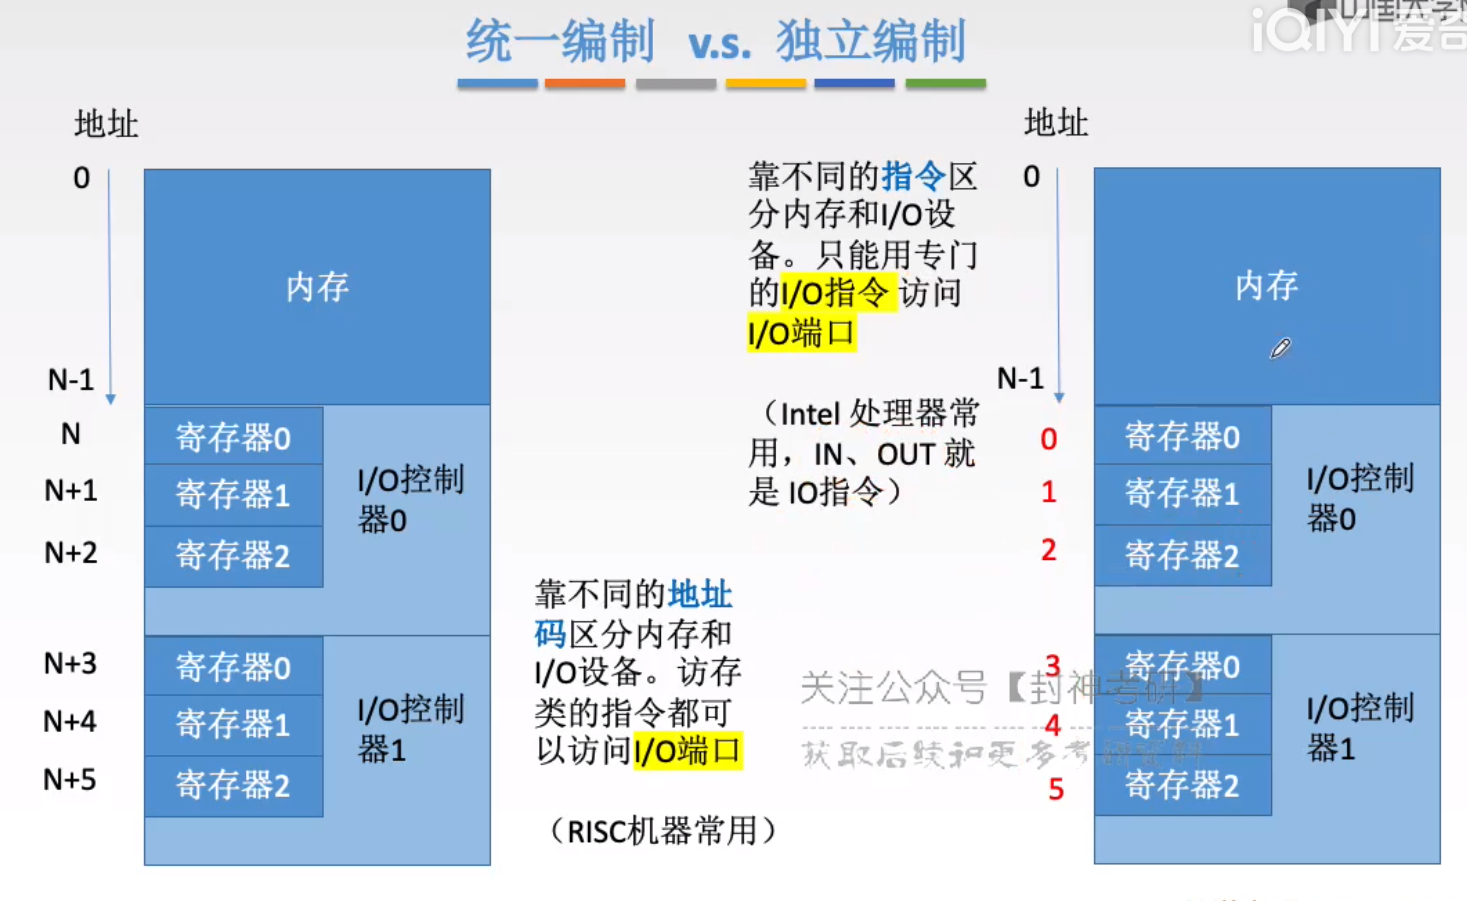 统一编制 v.s. 独立编制
iQIYI爱奇
地址
0
内存
N-1
N
寄存器0
N+1
寄存器1
N+2
寄存器2
I/O控制
器0
N+3
寄存器0
N+4
寄存器1
N+5
寄存器2
I/O控制
器1
靠不同的地址
码区分内存和
I/O设备。访存
类的指令都可
以访问I/O端口
（RISC机器常用）
靠不同的指令区
分内存和I/O设
备。只能用专门
的I/O指令 访问
I/O端口
（Intel 处理器常
用，IN、OUT 就
是 IO指令）
地址
0
内存
N-1
0
寄存器0
1
寄存器1
2
寄存器2
I/O控制
器0
3
寄存器0
4
寄存器1
5
寄存器2
I/O控制
器1
关注公众号【封神考研】
获取后续和更多考